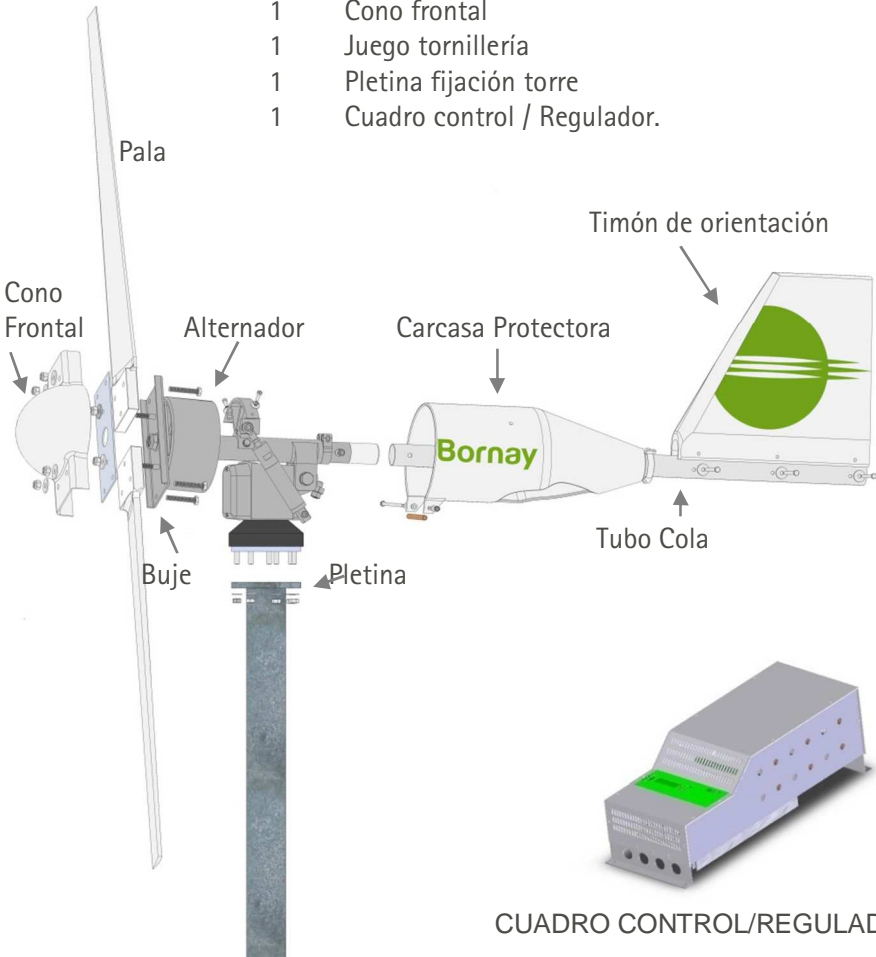 1 Cono frontal
1 Juego tornillería
1 Pletina fijación torre
1 Cuadro control / Regulador.
Pala
Timón de orientación
Cono
Frontal
Alternador
Carcasa Protectora
Bornay
Tubo Cola
Buje
Pletina
CUADRO CONTROL/REGULAD